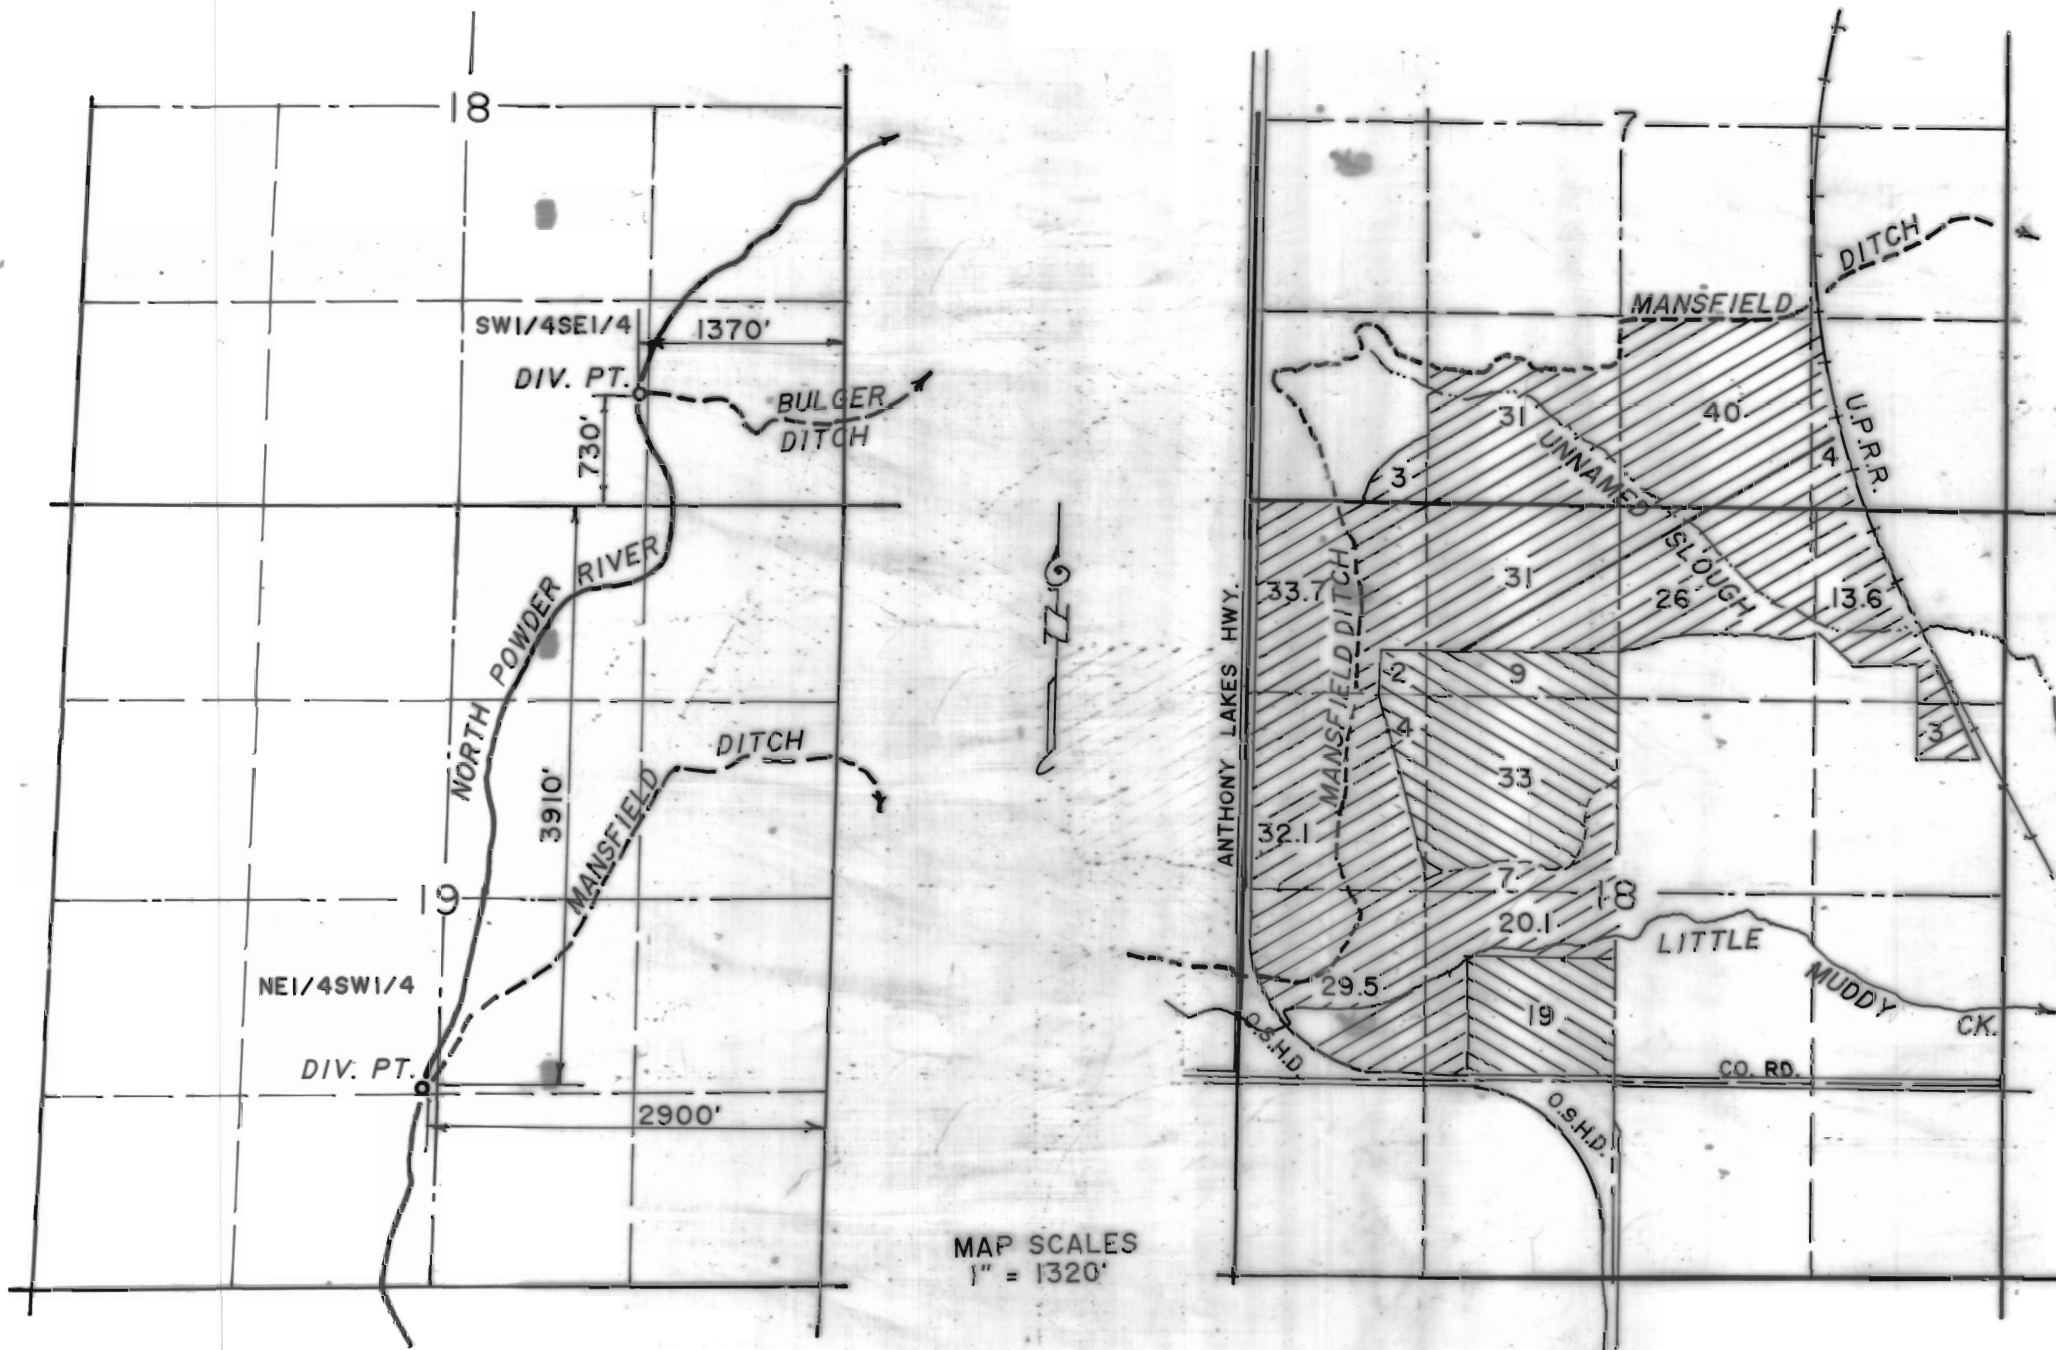 18
SW1/4SE1/4
1370'
DIV. PT.
BULGER
DITCH
730'
NORTH POWDER RIVER
3910'
MANSFIELD DITCH
19
NE1/4SW1/4
DIV. PT.
2900'
N
MAP SCALES
1" = 1320'
7
DITCH
MANSFIELD
31
40
U.P.R.R.
4
3
UNNAMED SLOUGH
ANTHONY LAKES HWY.
33.7
MANSFIELD DITCH
31
26
13.6
2
9
4
3
33
32.1
7
18
20.1
LITTLE MUDDY CK.
29.5
19
O.S.H.D.
CO. RD.
O.S.H.D.